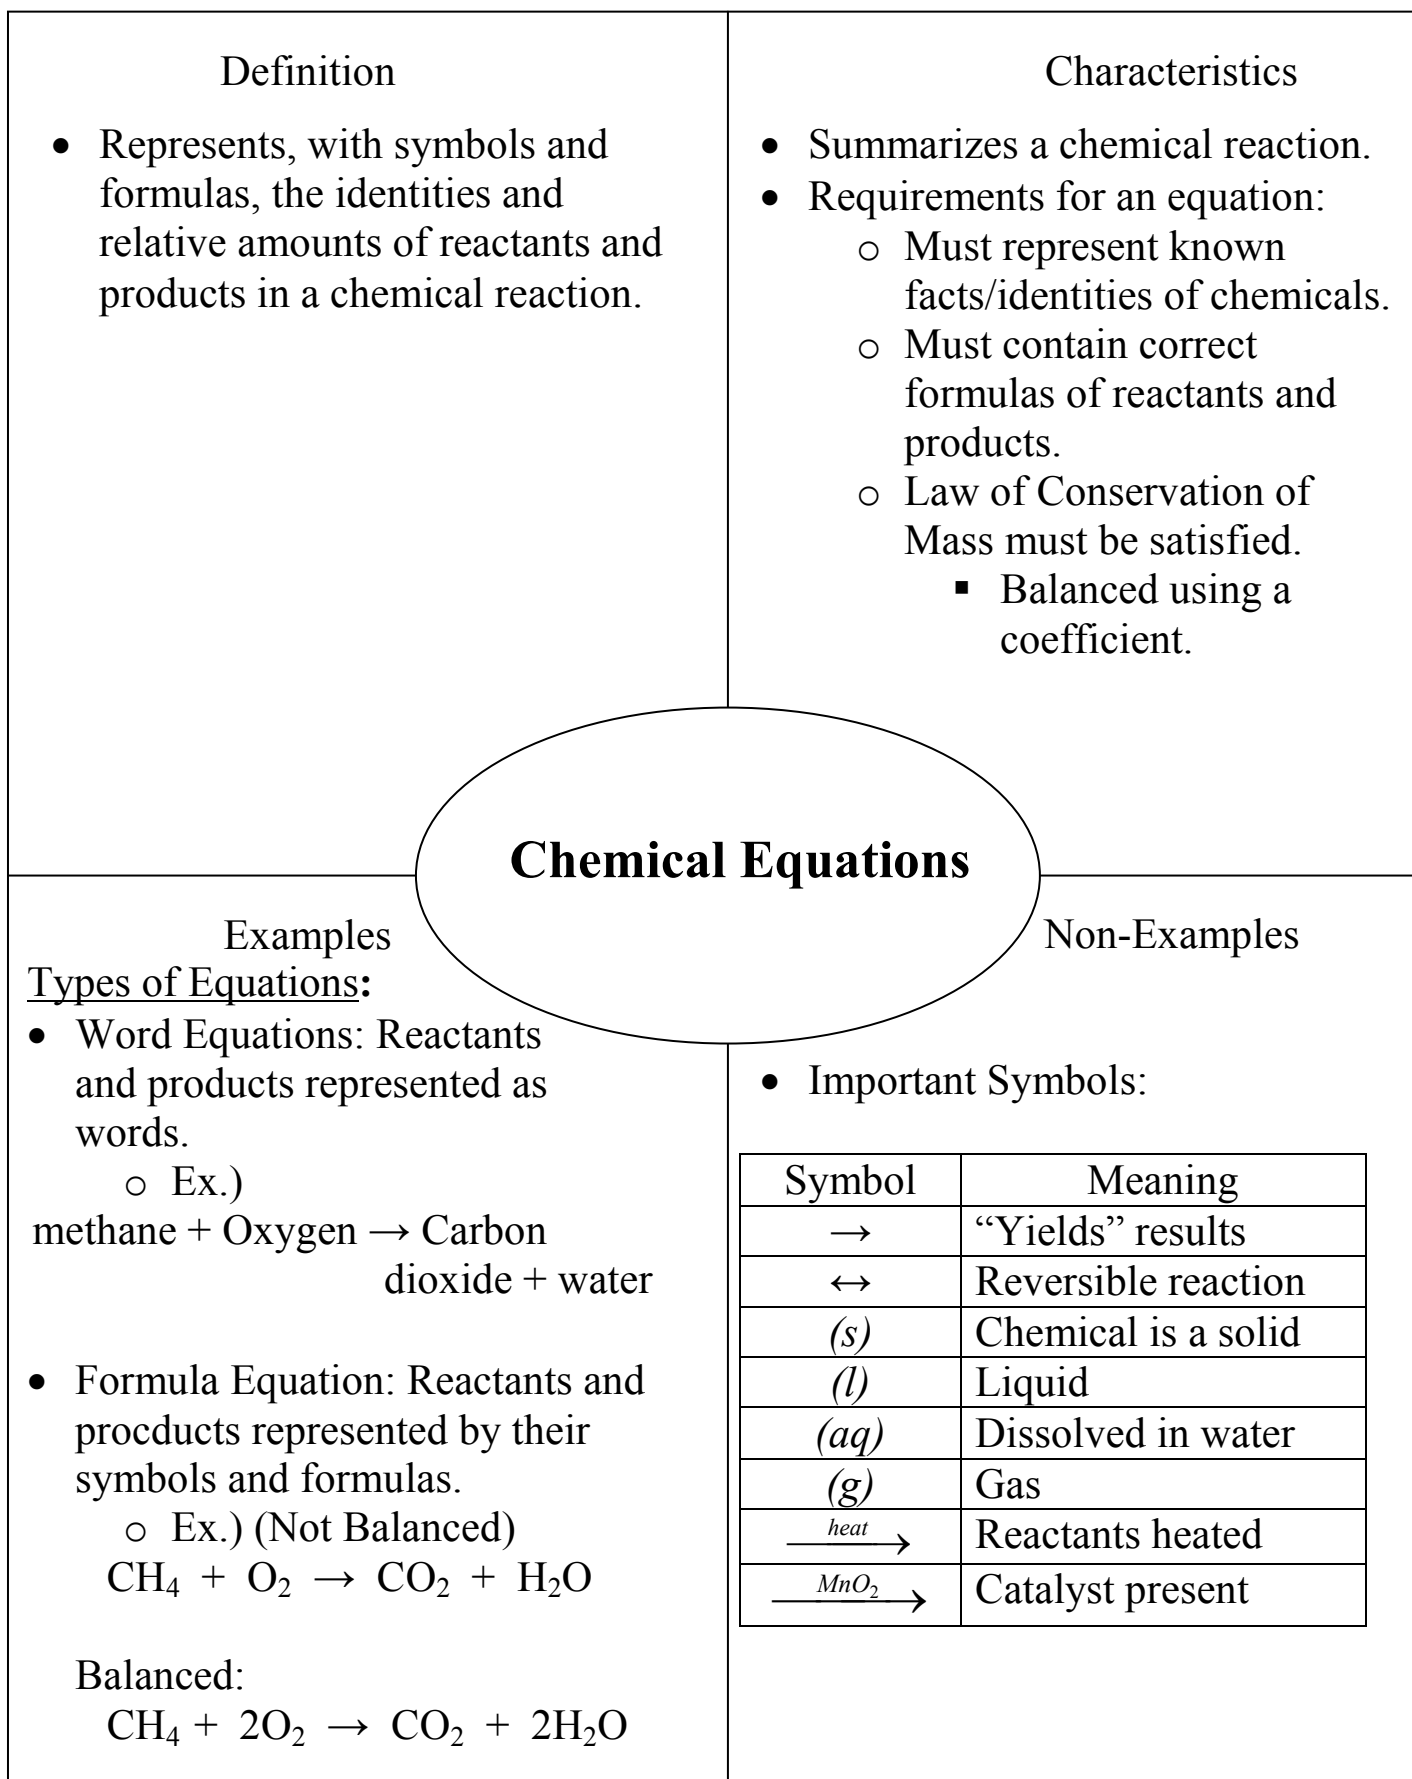 Definition
• Represents, with symbols and
formulas, the identities and
relative amounts of reactants and
products in a chemical reaction.
Characteristics
• Summarizes a chemical reaction.
• Requirements for an equation:
o Must represent known
facts/identities of chemicals.
o Must contain correct
formulas of reactants and
products.
o Law of Conservation of
Mass must be satisfied.
▪ Balanced using a
coefficient.
Chemical Equations
Examples
Types of Equations:
• Word Equations: Reactants
and products represented as
words.
o Ex.)
methane + Oxygen → Carbon
dioxide + water
• Formula Equation: Reactants and
procducts represented by their
symbols and formulas.
o Ex.) (Not Balanced)
CH₄ + O₂ → CO₂ + H₂O
Balanced:
CH₄ + 2O₂ → CO₂ + 2H₂O
Non-Examples
• Important Symbols:
Symbol Meaning
→ “Yields” results
↔ Reversible reaction
(s) Chemical is a solid
(l) Liquid
(aq) Dissolved in water
(g) Gas
heat → Reactants heated
MnO₂ → Catalyst present